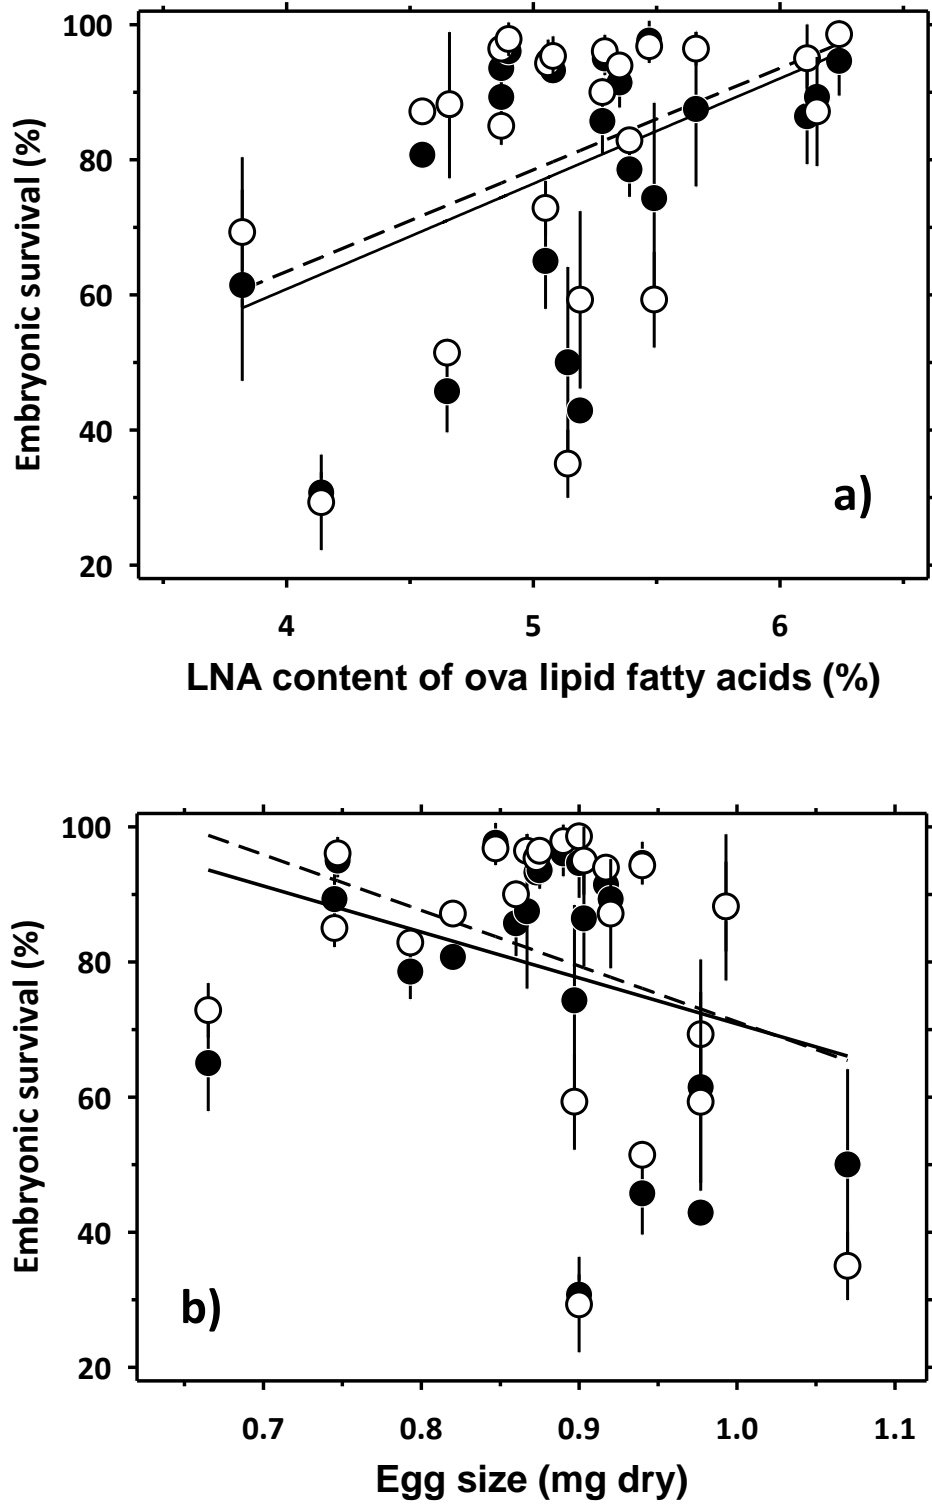 100
80
60
40
20
Embryonic survival (%)
a)
4 5 6
LNA content of ova lipid fatty acids (%)
100
80
60
40
20
Embryonic survival (%)
b)
0.7 0.8 0.9 1.0 1.1
Egg size (mg dry)